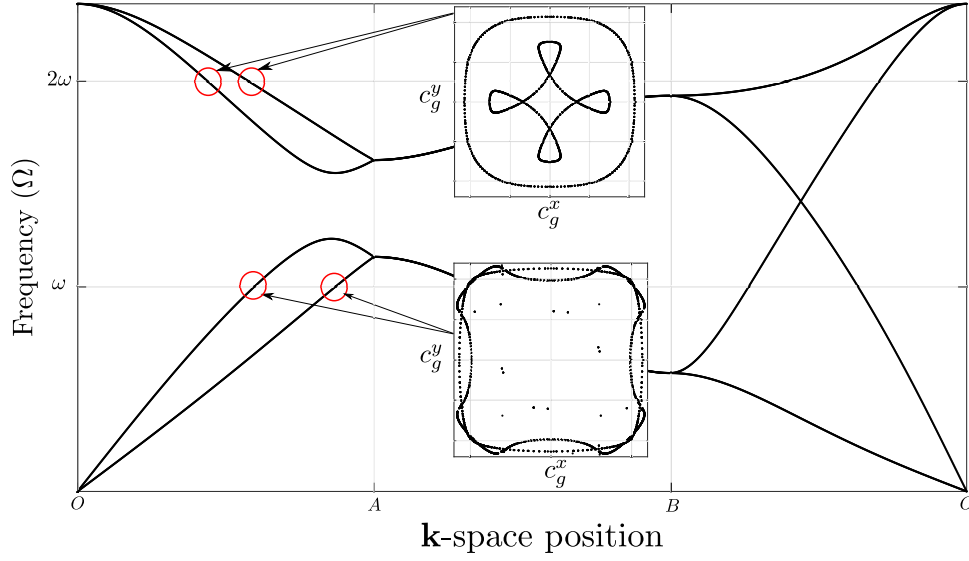 Frequency (Ω)
2ω
ω
c_g^y
c_g^x
c_g^y
c_g^x
O A B C
k-space position